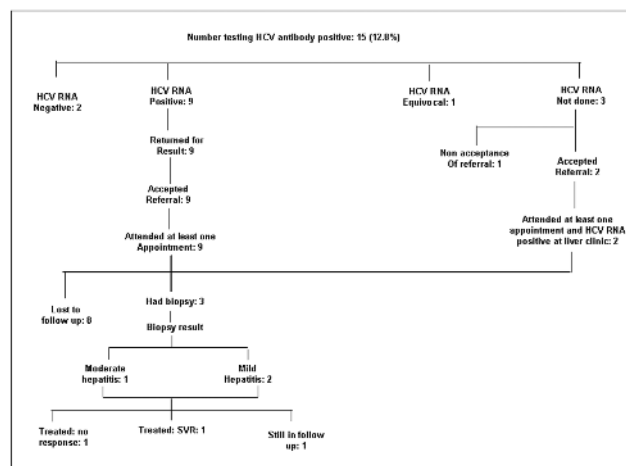 Number testing HCV antibody positive: 15 (12.0%)
HCV RNA
Negative: 2
HCV RNA
Positive: 9
HCV RNA
Equivocal: 1
HCV RNA
Not done: 3
Returned for
Result: 9
Non acceptance
Of referral: 1
Accepted
Referral: 2
Accepted
Referral: 9
Attended at least one
Appointment: 9
Attended at least one
appointment and HCV RNA
positive at liver clinic: 2
Lost to
follow up: 8
Had biopsy: 3
Biopsy result
Moderate
hepatitis: 1
Mild
Hepatitis: 2
Treated: no
response: 1
Treated: SVR: 1
Still in follow
up: 1